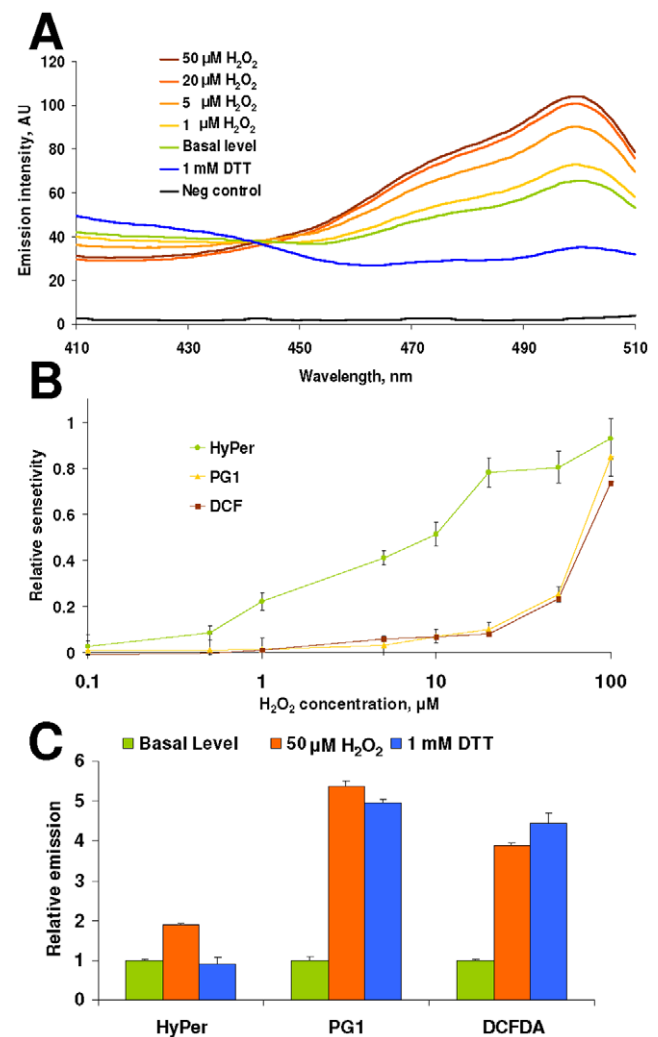 A
Emission intensity, AU
120
100
80
60
40
20
0
50 µM H₂O₂
20 µM H₂O₂
5 µM H₂O₂
1 µM H₂O₂
Basal level
1 mM DTT
Neg control
410 430 450 470 490 510
Wavelength, nm
B
Relative sensetivity
1
0.8
0.6
0.4
0.2
0
HyPer
PG1
DCF
0.1 1 10 100
H₂O₂ concentration, µM
C
Basal Level 50 µM H₂O₂ 1 mM DTT
Relative emission
6
5
4
3
2
1
0
HyPer PG1 DCFDA